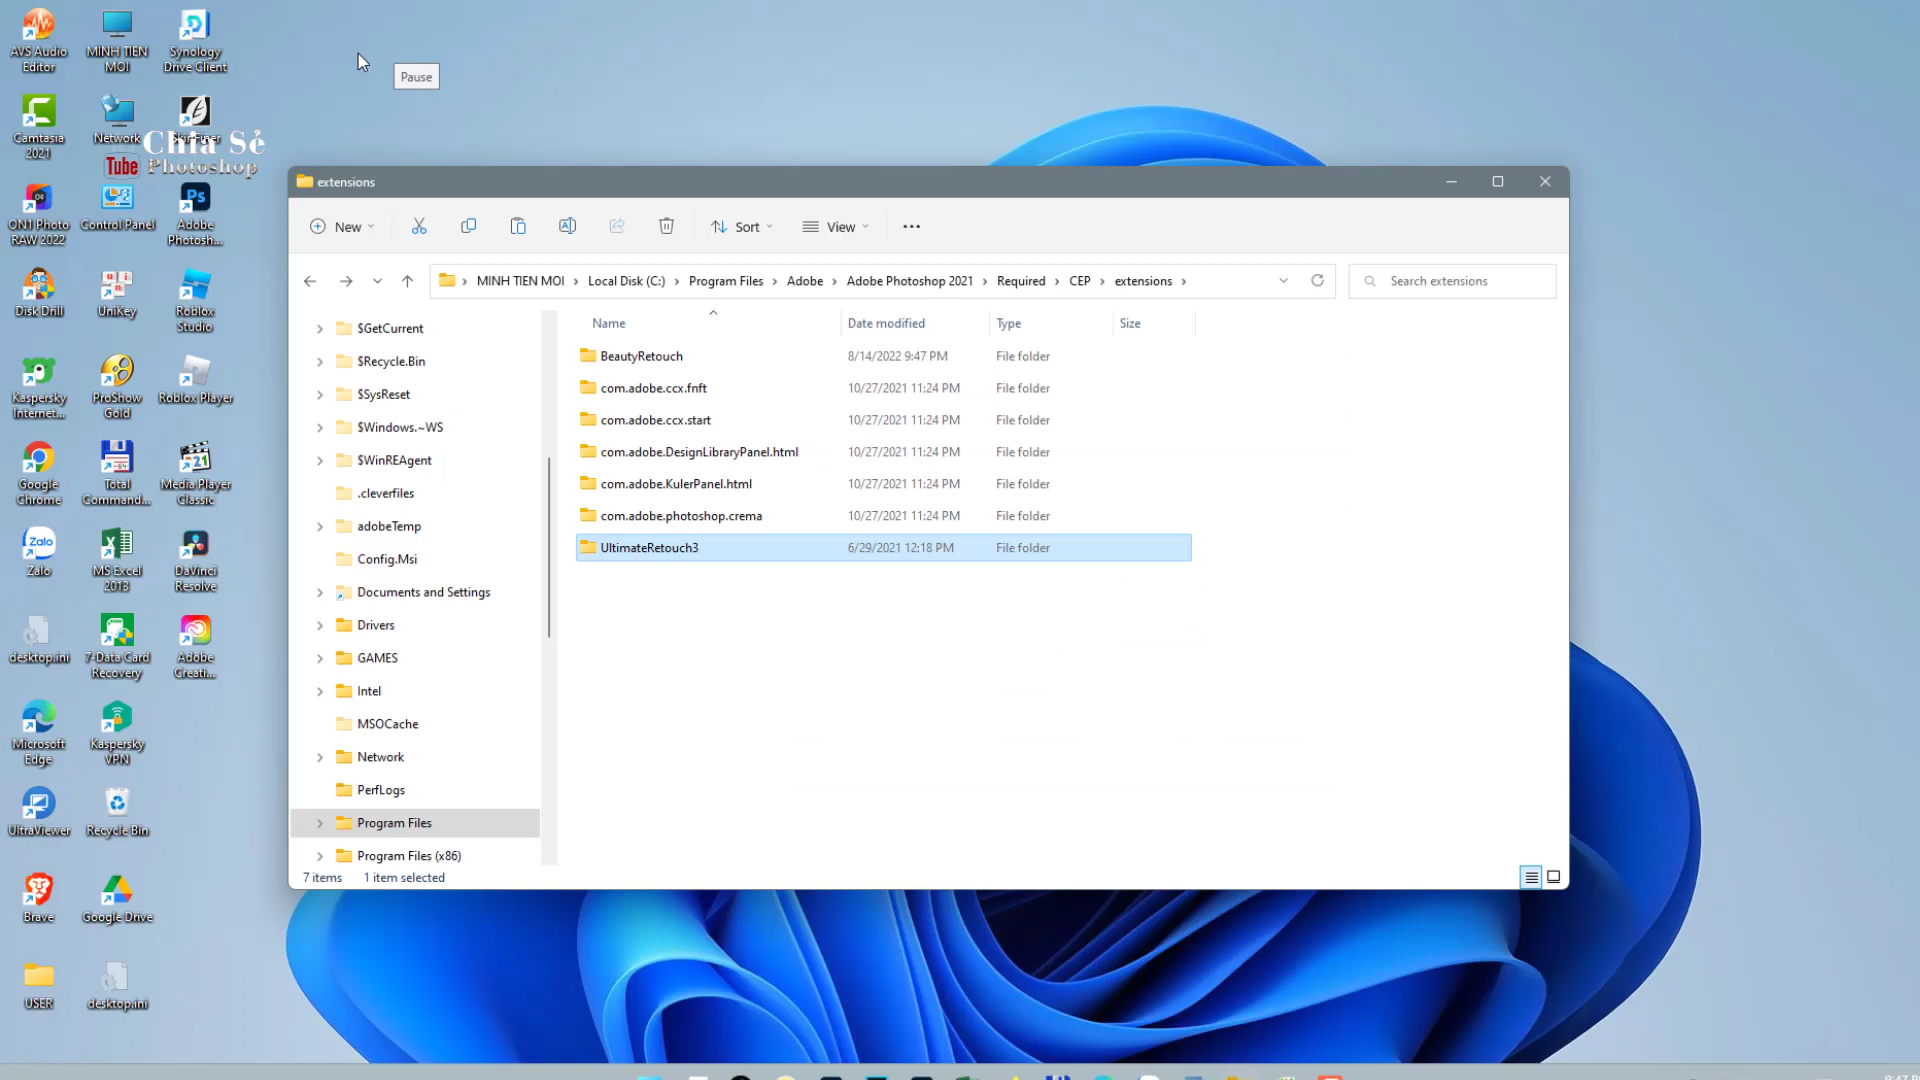 AVS Audio
Editor
MINH TIEN
MOI
Synology
Drive Client
Pause
Camtasia
2021
Network
Chia Sẻ
Tube Photoshop
ON1 Photo
RAW 2022
Control Panel
Adobe
Photosh...
Disk Drill
UniKey
Roblox
Studio
Kaspersky
Internet...
ProShow
Gold
Roblox Player
Google
Chrome
Total
Command...
Media Player
Classic
Zalo
Zalo
MS Excel
2013
DaVinci
Resolve
desktop.ini
7-Data Card
Recovery
Adobe
Creati...
Microsoft
Edge
Kaspersky
VPN
UltraViewer
Recycle Bin
Brave
Google Drive
USER
desktop.ini
extensions
New
Sort
View
MINH TIEN MOI > Local Disk (C:) > Program Files > Adobe > Adobe Photoshop 2021 > Required > CEP > extensions >
Search extensions
$GetCurrent
$Recycle.Bin
$SysReset
$Windows.~WS
$WinREAgent
.cleverfiles
adobeTemp
Config.Msi
Documents and Settings
Drivers
GAMES
Intel
MSOCache
Network
PerfLogs
Program Files
Program Files (x86)
Name Date modified Type Size
BeautyRetouch 8/14/2022 9:47 PM File folder
com.adobe.ccx.fnft 10/27/2021 11:24 PM File folder
com.adobe.ccx.start 10/27/2021 11:24 PM File folder
com.adobe.DesignLibraryPanel.html 10/27/2021 11:24 PM File folder
com.adobe.KulerPanel.html 10/27/2021 11:24 PM File folder
com.adobe.photoshop.crema 10/27/2021 11:24 PM File folder
UltimateRetouch3 6/29/2021 12:18 PM File folder
7 items 1 item selected